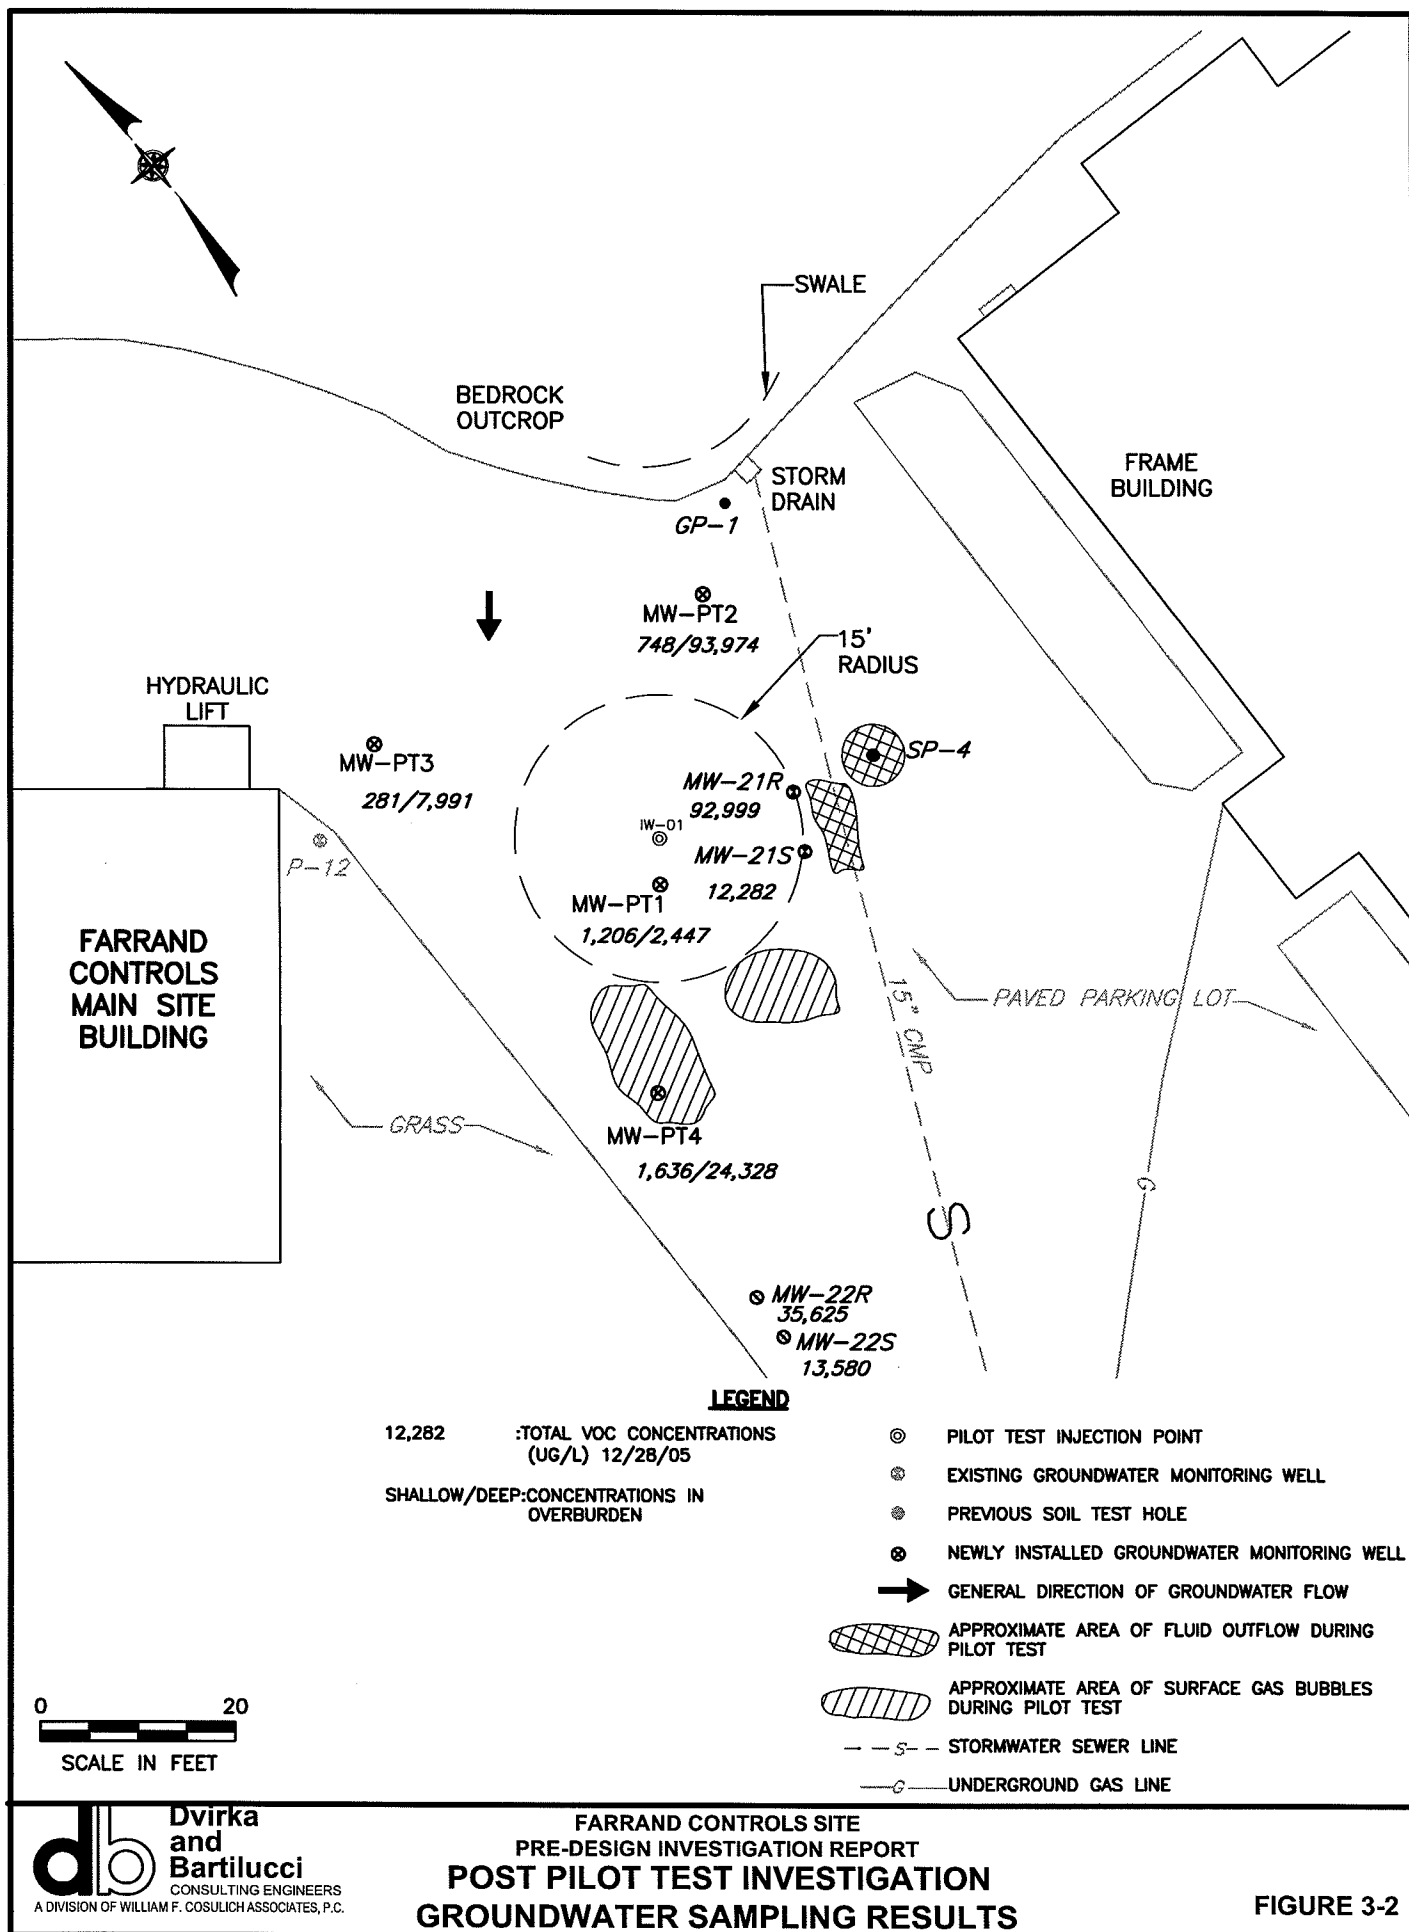 SWALE
BEDROCK
OUTCROP
STORM
DRAIN
FRAME
BUILDING
GP-1
MW-PT2
748/93,974
15'
RADIUS
HYDRAULIC
LIFT
MW-PT3
281/7,991
SP-4
MW-21R
92,999
IW-01
MW-21S
12,282
P-12
MW-PT1
1,206/2,447
FARRAND
CONTROLS
MAIN SITE
BUILDING
15" CMP
PAVED PARKING LOT
GRASS
MW-PT4
1,636/24,328
G
S
MW-22R
35,625
MW-22S
13,580
LEGEND
12,282 :TOTAL VOC CONCENTRATIONS
(UG/L) 12/28/05
SHALLOW/DEEP:CONCENTRATIONS IN
OVERBURDEN
PILOT TEST INJECTION POINT
EXISTING GROUNDWATER MONITORING WELL
PREVIOUS SOIL TEST HOLE
NEWLY INSTALLED GROUNDWATER MONITORING WELL
GENERAL DIRECTION OF GROUNDWATER FLOW
APPROXIMATE AREA OF FLUID OUTFLOW DURING
PILOT TEST
APPROXIMATE AREA OF SURFACE GAS BUBBLES
DURING PILOT TEST
S STORMWATER SEWER LINE
G UNDERGROUND GAS LINE
0 20
SCALE IN FEET
db
Dvirka
and
Bartilucci
CONSULTING ENGINEERS
A DIVISION OF WILLIAM F. COSULICH ASSOCIATES, P.C.
FARRAND CONTROLS SITE
PRE-DESIGN INVESTIGATION REPORT
POST PILOT TEST INVESTIGATION
GROUNDWATER SAMPLING RESULTS
FIGURE 3-2